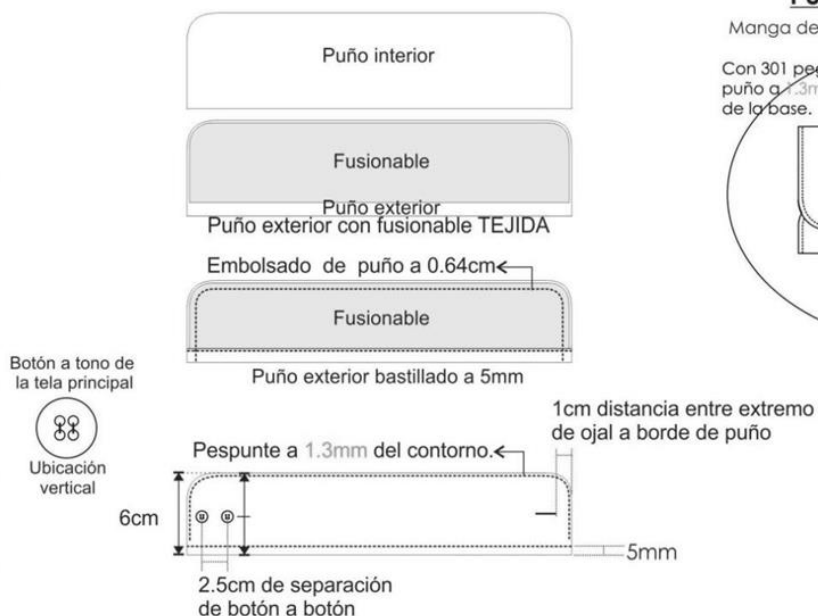 Puño interior
Fusionable
Puño exterior
Puño exterior con fusionable TEJIDA
Embolsado de puño a 0.64cm
Fusionable
Puño exterior bastillado a 5mm
Botón a tono de
la tela principal
Ubicación
vertical
Pespunte a 1.3mm del contorno.
1cm distancia entre extremo
de ojal a borde de puño
6cm
5mm
2.5cm de separación
de botón a botón
Manga de
Con 301
puño a 1.3m
de la base.